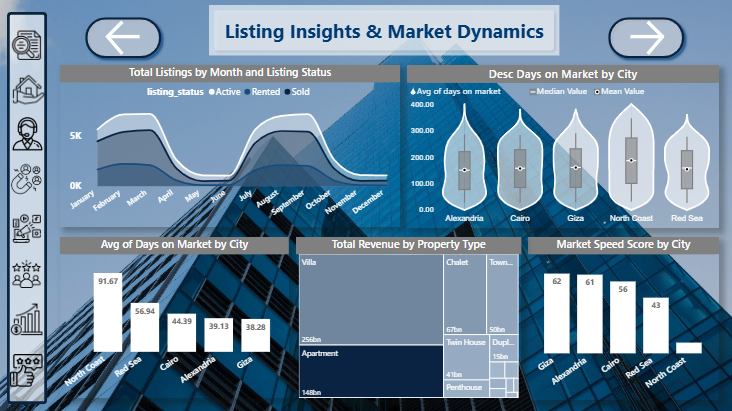 Listing Insights & Market Dynamics
Total Listings by Month and Listing Status
listing_status Active Rented Sold
5K
0K
January February March April May June July August September October November December
Desc Days on Market by City
Avg of days on market Median Value Mean Value
400.00
300.00
200.00
100.00
0.00
Alexandria Cairo Giza North Coast Red Sea
Avg of Days on Market by City
91.67
56.94
44.39
39.13
38.28
North Coast Red Sea Cairo Alexandria Giza
Total Revenue by Property Type
Villa
256bn
Apartment
148bn
Chalet
67bn
Town...
50bn
Twin House
41bn
Dupl...
15bn
Penthouse
Market Speed Score by City
62
61
56
43
Giza Alexandria Cairo Red Sea North Coast